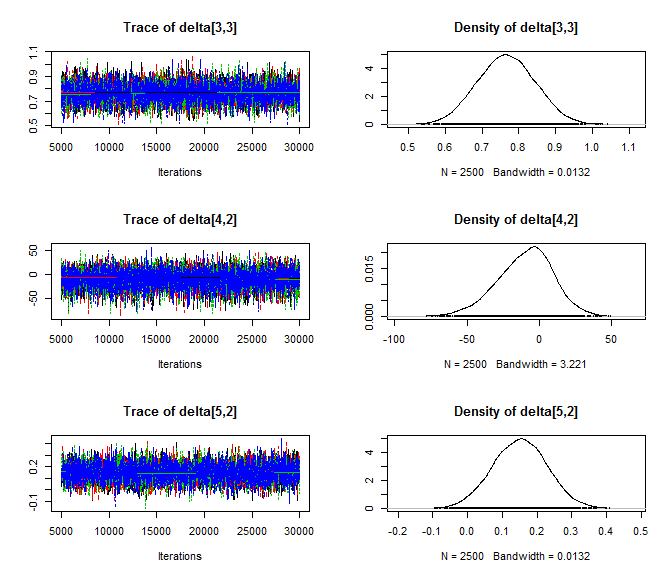 Trace of delta[3,3]
Density of delta[3,3]
0.5 0.7 0.9 1.1
5000 10000 15000 20000 25000 30000
Iterations
0 2 4
0.5 0.6 0.7 0.8 0.9 1.0 1.1
N = 2500 Bandwidth = 0.0132
Trace of delta[4,2]
Density of delta[4,2]
-50 0 50
5000 10000 15000 20000 25000 30000
Iterations
0.000 0.015
-100 -50 0 50
N = 2500 Bandwidth = 3.221
Trace of delta[5,2]
Density of delta[5,2]
-0.1 0.2
5000 10000 15000 20000 25000 30000
Iterations
0 2 4
-0.2 -0.1 0.0 0.1 0.2 0.3 0.4 0.5
N = 2500 Bandwidth = 0.0132